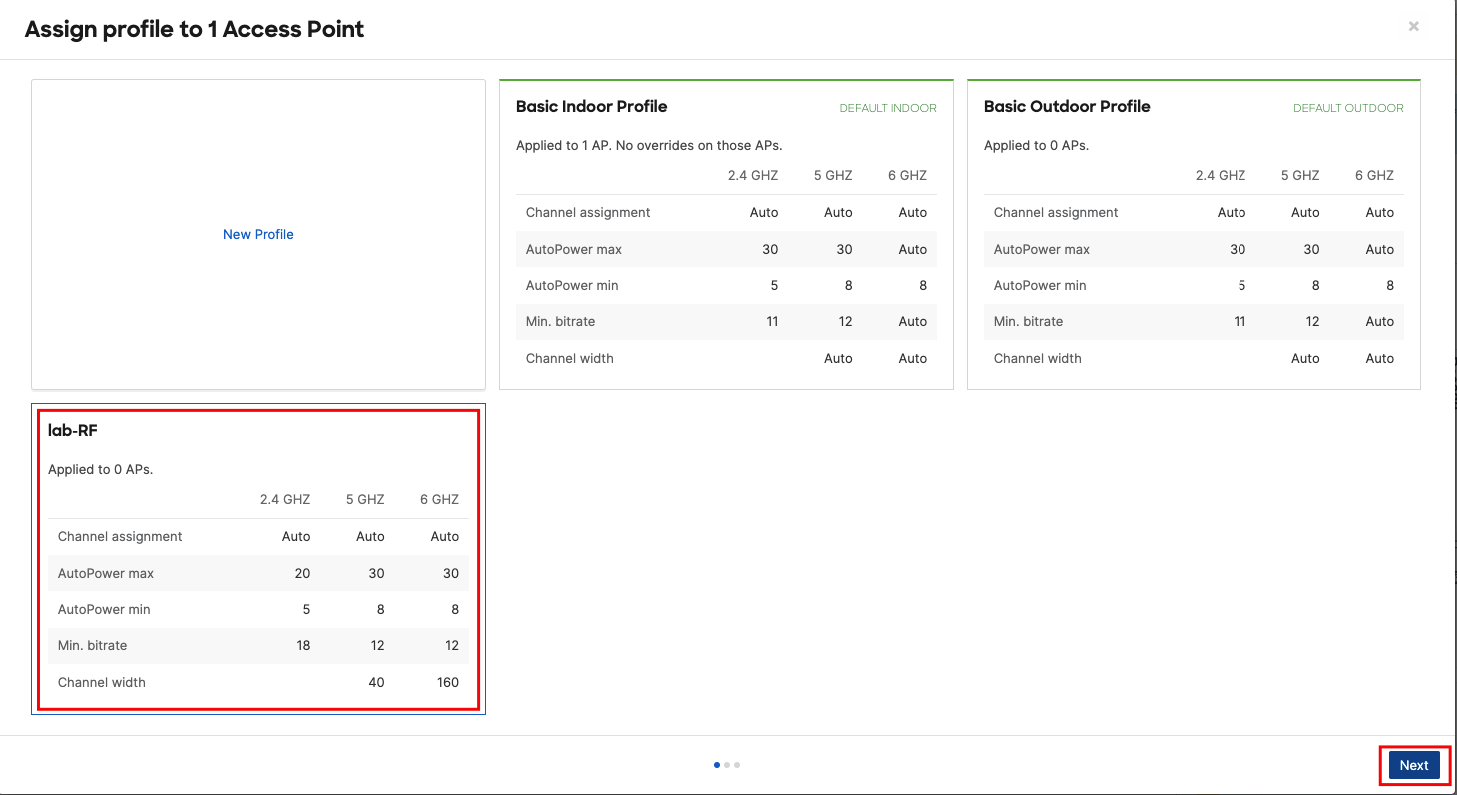 Assign profile to 1 Access Point
×
New Profile
Basic Indoor Profile DEFAULT INDOOR
Applied to 1 AP. No overrides on those APs.
2.4 GHZ 5 GHZ 6 GHZ
Channel assignment Auto Auto Auto
AutoPower max 30 30 Auto
AutoPower min 5 8 8
Min. bitrate 11 12 Auto
Channel width Auto Auto
Basic Outdoor Profile DEFAULT OUTDOOR
Applied to 0 APs.
2.4 GHZ 5 GHZ 6 GHZ
Channel assignment Auto Auto Auto
AutoPower max 30 30 Auto
AutoPower min 5 8 8
Min. bitrate 11 12 Auto
Channel width Auto Auto
lab-RF
Applied to 0 APs.
2.4 GHZ 5 GHZ 6 GHZ
Channel assignment Auto Auto Auto
AutoPower max 20 30 30
AutoPower min 5 8 8
Min. bitrate 18 12 12
Channel width 40 160
Next